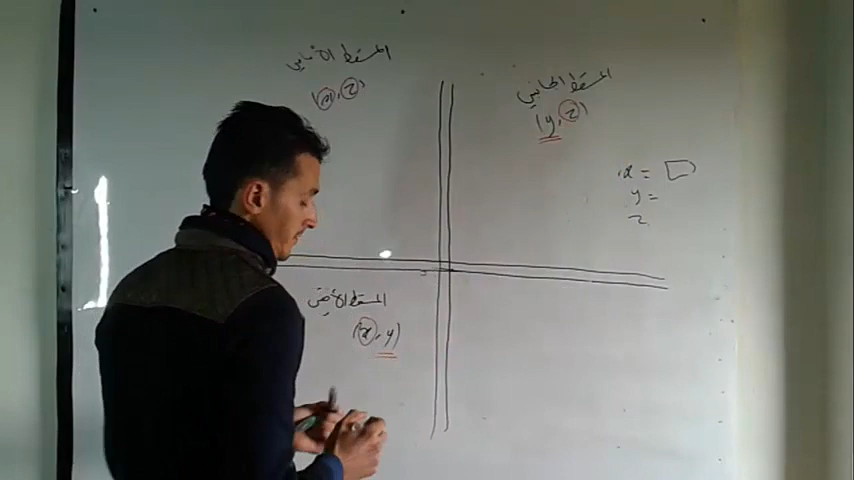 المسقط الأمامي
(x, z)
المسقط الجانبي
(y, z)
x =
y =
z
المسقط الأفقي
(x, y)